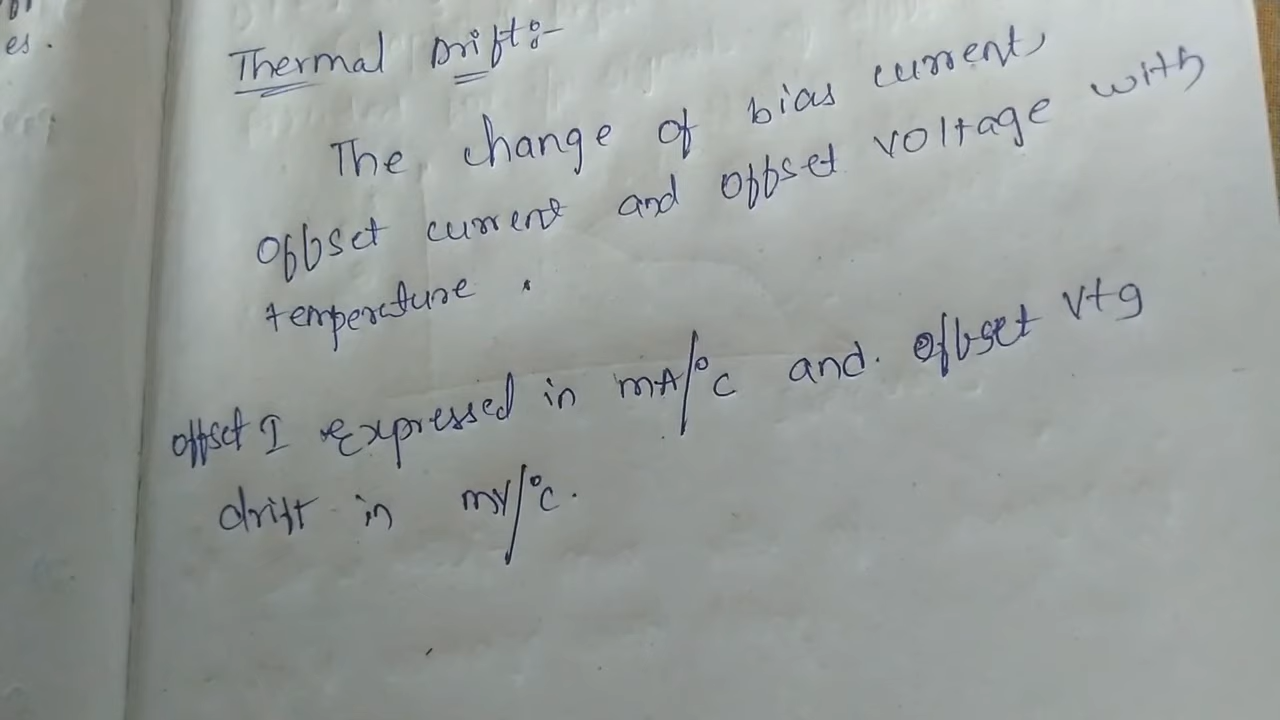 es.
Thermal Drift:-
The change of bias current,
offset current and offset voltage with
temperature.
offset I expressed in mA/°C and. offset vtg
drift in mV/°C.